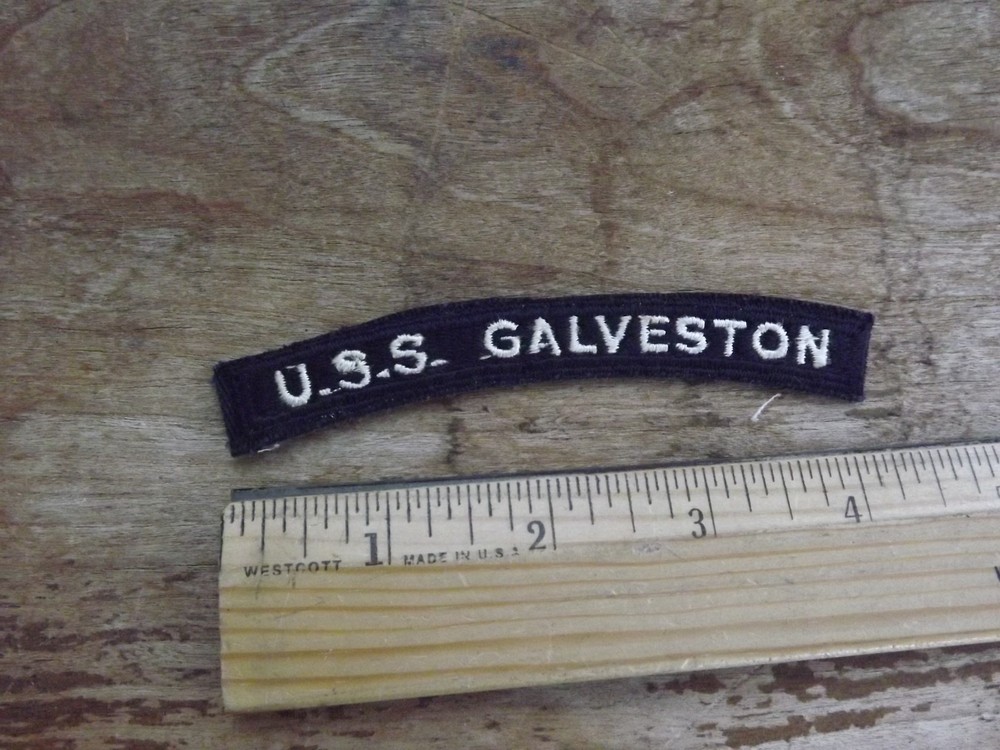 U.S.S. GALVESTON
1 2 3 4
WESTCOTT MADE IN U.S.A